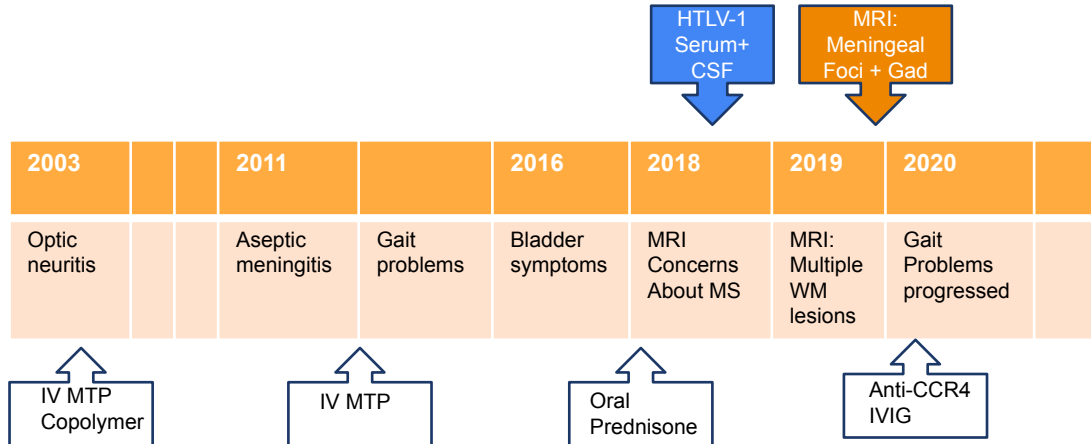 HTLV-1
Serum+
CSF
MRI:
Meningeal
Foci + Gad
2003
2011
2016
2018
2019
2020
Optic
neuritis
Aseptic
meningitis
Gait
problems
Bladder
symptoms
MRI
Concerns
About MS
MRI:
Multiple
WM
lesions
Gait
Problems
progressed
IV MTP
Copolymer
IV MTP
Oral
Prednisone
Anti-CCR4
IVIG